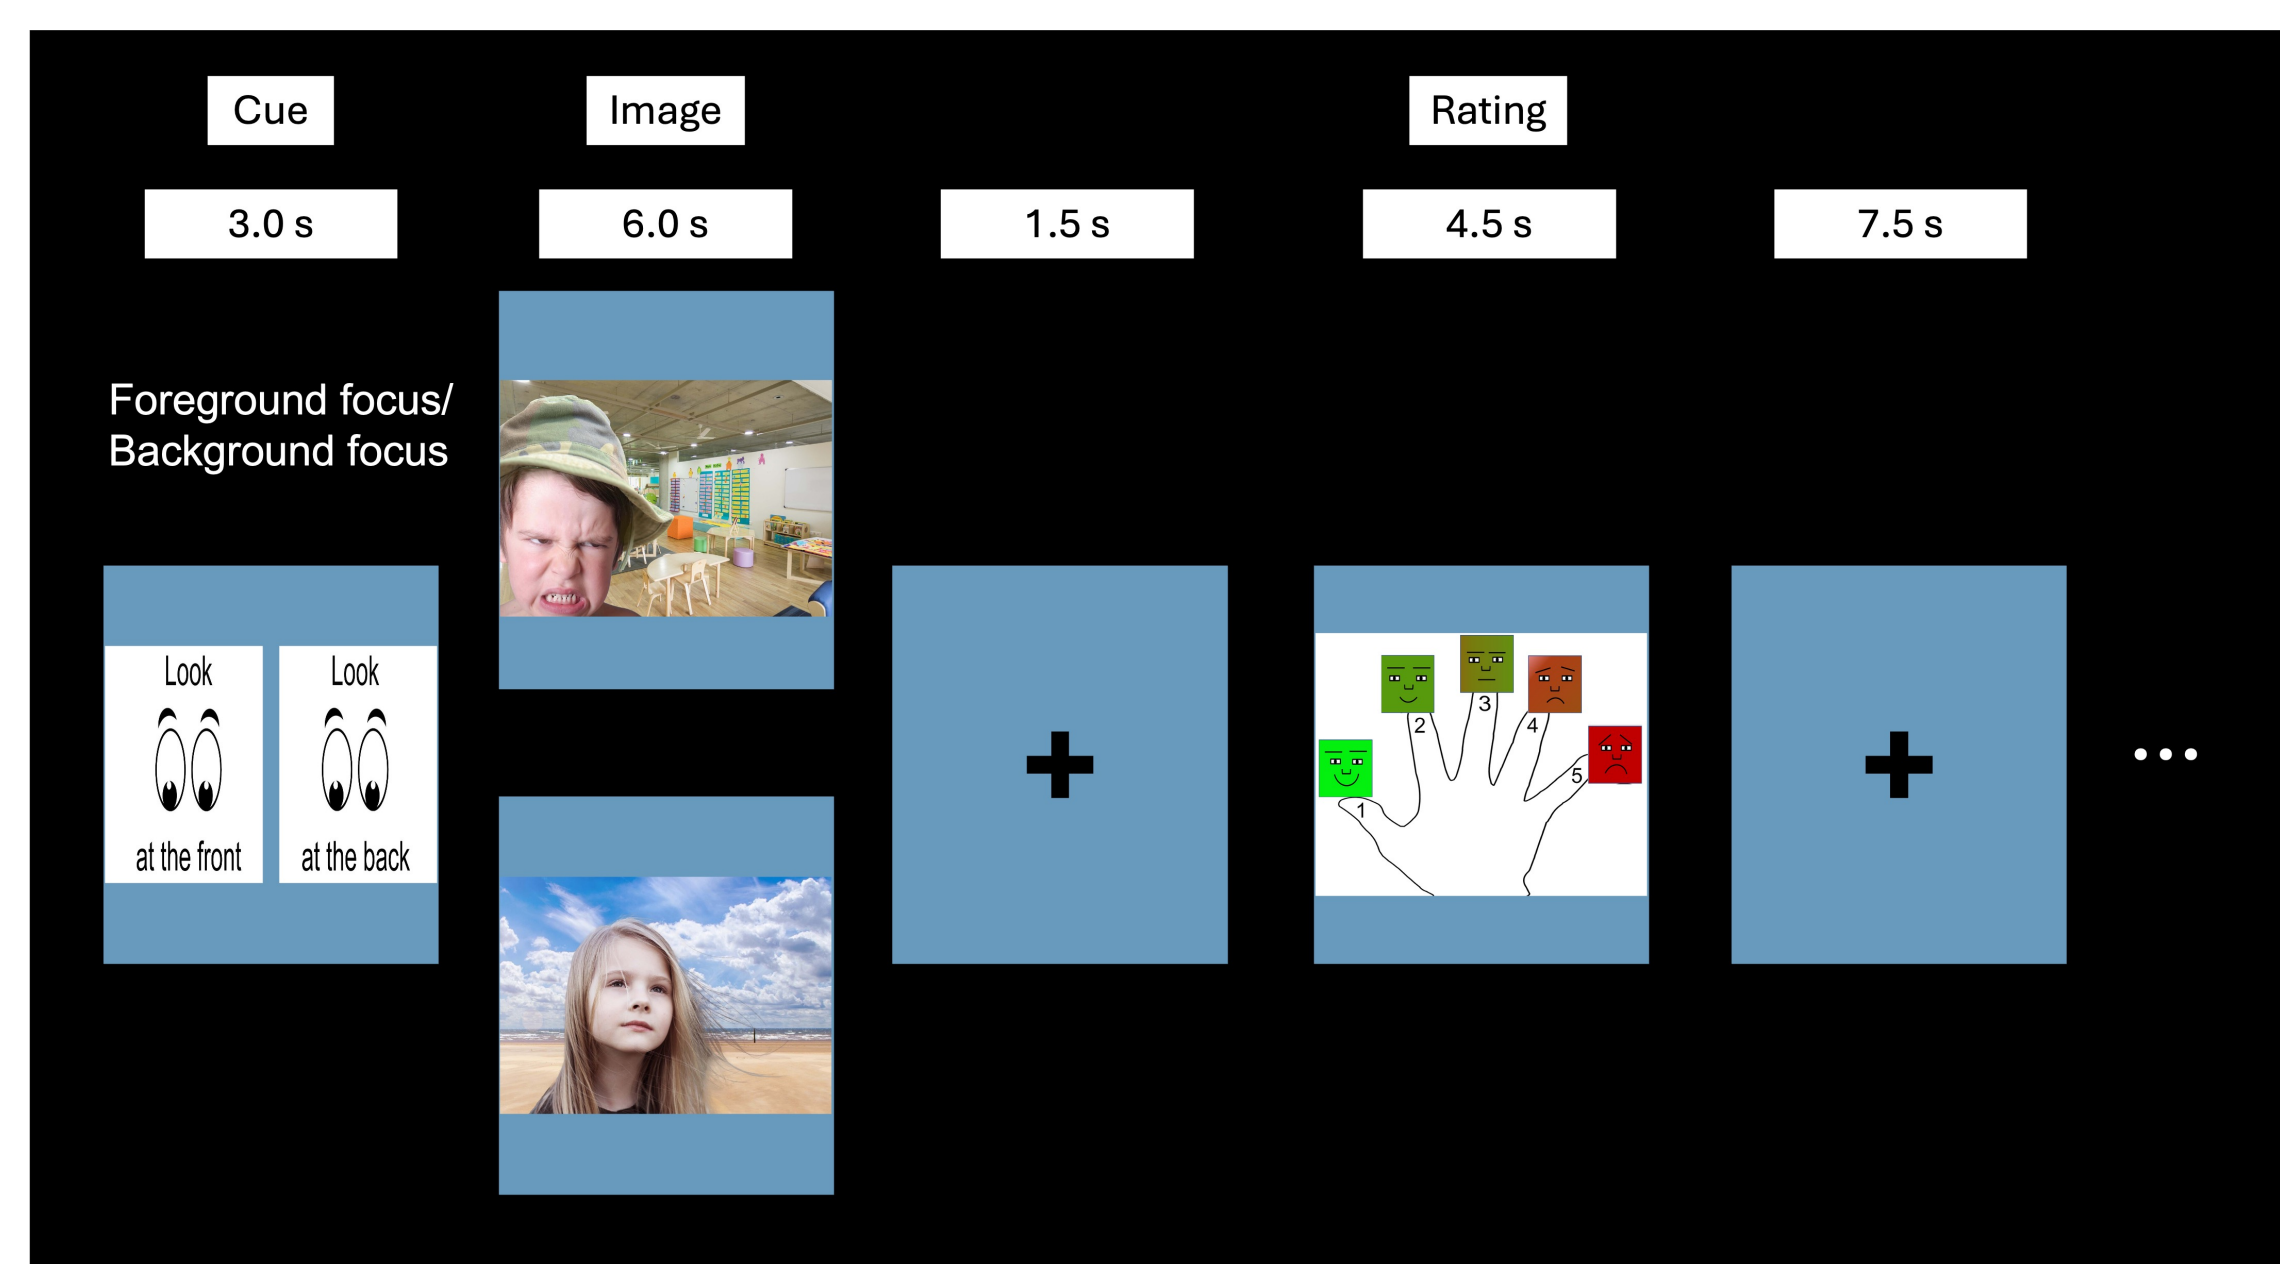 Cue
Image
Rating
3.0 s
6.0 s
1.5 s
4.5 s
7.5 s
Foreground focus/
Background focus
Look
at the front
Look
at the back
1
2
3
4
5
...